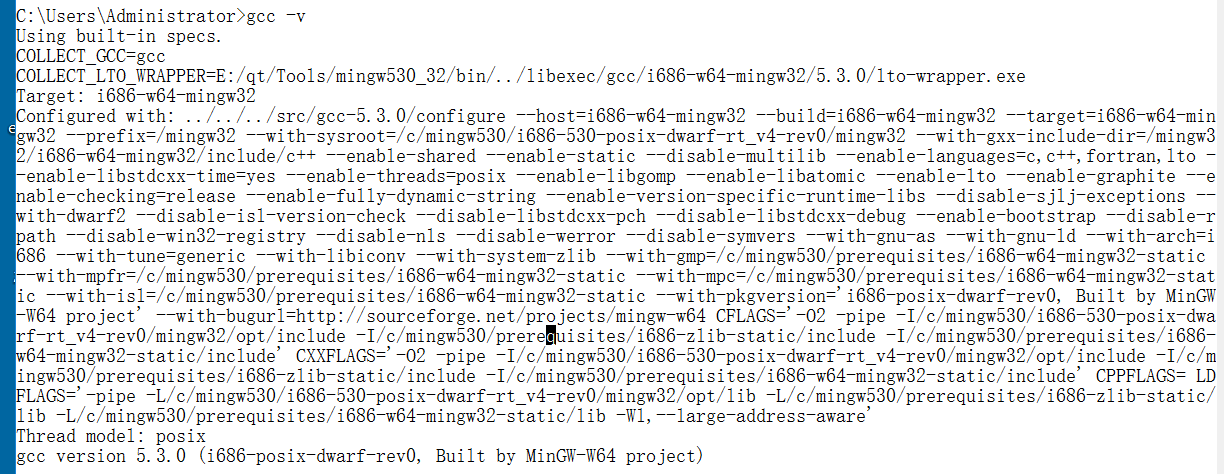 C:\Users\Administrator>gcc -v
Using built-in specs.
COLLECT_GCC=gcc
COLLECT_LTO_WRAPPER=E:/qt/Tools/mingw530_32/bin/../libexec/gcc/i686-w64-mingw32/5.3.0/lto-wrapper.exe
Target: i686-w64-mingw32
Configured with: ../../../src/gcc-5.3.0/configure --host=i686-w64-mingw32 --build=i686-w64-mingw32 --target=i686-w64-min
gw32 --prefix=/mingw32 --with-sysroot=/c/mingw530/i686-530-posix-dwarf-rt_v4-rev0/mingw32 --with-gxx-include-dir=/mingw3
2/i686-w64-mingw32/include/c++ --enable-shared --enable-static --disable-multilib --enable-languages=c,c++,fortran,lto -
-enable-libstdcxx-time=yes --enable-threads=posix --enable-libgomp --enable-libatomic --enable-lto --enable-graphite --e
nable-checking=release --enable-fully-dynamic-string --enable-version-specific-runtime-libs --disable-sjlj-exceptions --
with-dwarf2 --disable-isl-version-check --disable-libstdcxx-pch --disable-libstdcxx-debug --enable-bootstrap --disable-r
path --disable-win32-registry --disable-nls --disable-werror --disable-symvers --with-gnu-as --with-gnu-ld --with-arch=i
686 --with-tune=generic --with-libiconv --with-system-zlib --with-gmp=/c/mingw530/prerequisites/i686-w64-mingw32-static
--with-mpfr=/c/mingw530/prerequisites/i686-w64-mingw32-static --with-mpc=/c/mingw530/prerequisites/i686-w64-mingw32-stat
ic --with-isl=/c/mingw530/prerequisites/i686-w64-mingw32-static --with-pkgversion='i686-posix-dwarf-rev0, Built by MinGW
-W64 project' --with-bugurl=http://sourceforge.net/projects/mingw-w64 CFLAGS='-O2 -pipe -I/c/mingw530/i686-530-posix-dwa
rf-rt_v4-rev0/mingw32/opt/include -I/c/mingw530/prerequisites/i686-zlib-static/include -I/c/mingw530/prerequisites/i686-
w64-mingw32-static/include' CXXFLAGS='-O2 -pipe -I/c/mingw530/i686-530-posix-dwarf-rt_v4-rev0/mingw32/opt/include -I/c/m
ingw530/prerequisites/i686-zlib-static/include -I/c/mingw530/prerequisites/i686-w64-mingw32-static/include' CPPFLAGS= LD
FLAGS='-pipe -L/c/mingw530/i686-530-posix-dwarf-rt_v4-rev0/mingw32/opt/lib -L/c/mingw530/prerequisites/i686-zlib-static/
lib -L/c/mingw530/prerequisites/i686-w64-mingw32-static/lib -Wl,--large-address-aware'
Thread model: posix
gcc version 5.3.0 (i686-posix-dwarf-rev0, Built by MinGW-W64 project)